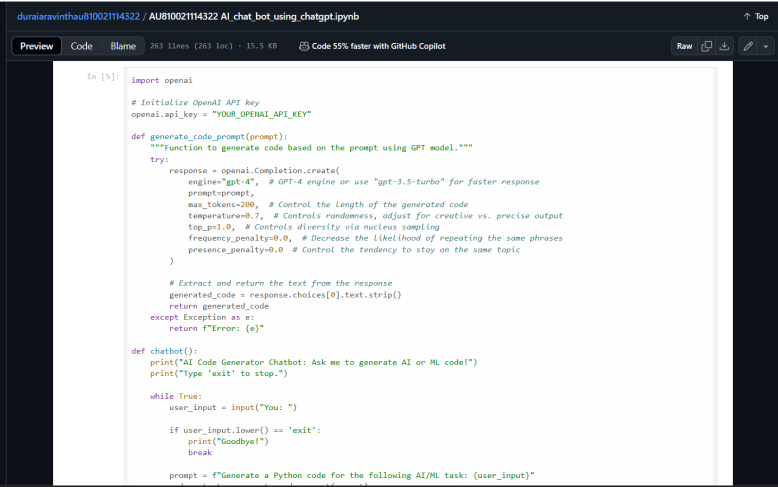 duraiaravinthau810021114322 / AU810021114322 AI_chat_bot_using_chatgpt.ipynb
↑ Top
Preview Code Blame 263 lines (263 loc) · 15.5 KB Code 55% faster with GitHub Copilot Raw
In [5]:
import openai

# Initialize OpenAI API key
openai.api_key = "YOUR_OPENAI_API_KEY"

def generate_code_prompt(prompt):
    """Function to generate code based on the prompt using GPT model."""
    try:
        response = openai.Completion.create(
            engine="gpt-4",  # GPT-4 engine or use "gpt-3.5-turbo" for faster response
            prompt=prompt,
            max_tokens=200,  # Control the length of the generated code
            temperature=0.7,  # Controls randomness, adjust for creative vs. precise output
            top_p=1.0,  # Controls diversity via nucleus sampling
            frequency_penalty=0.0,  # Decrease the likelihood of repeating the same phrases
            presence_penalty=0.0  # Control the tendency to stay on the same topic
        )

        # Extract and return the text from the response
        generated_code = response.choices[0].text.strip()
        return generated_code
    except Exception as e:
        return f"Error: {e}"

def chatbot():
    print("AI Code Generator Chatbot: Ask me to generate AI or ML code!")
    print("Type 'exit' to stop.")

    while True:
        user_input = input("You: ")

        if user_input.lower() == 'exit':
            print("Goodbye!")
            break

        prompt = f"Generate a Python code for the following AI/ML task: {user_input}"